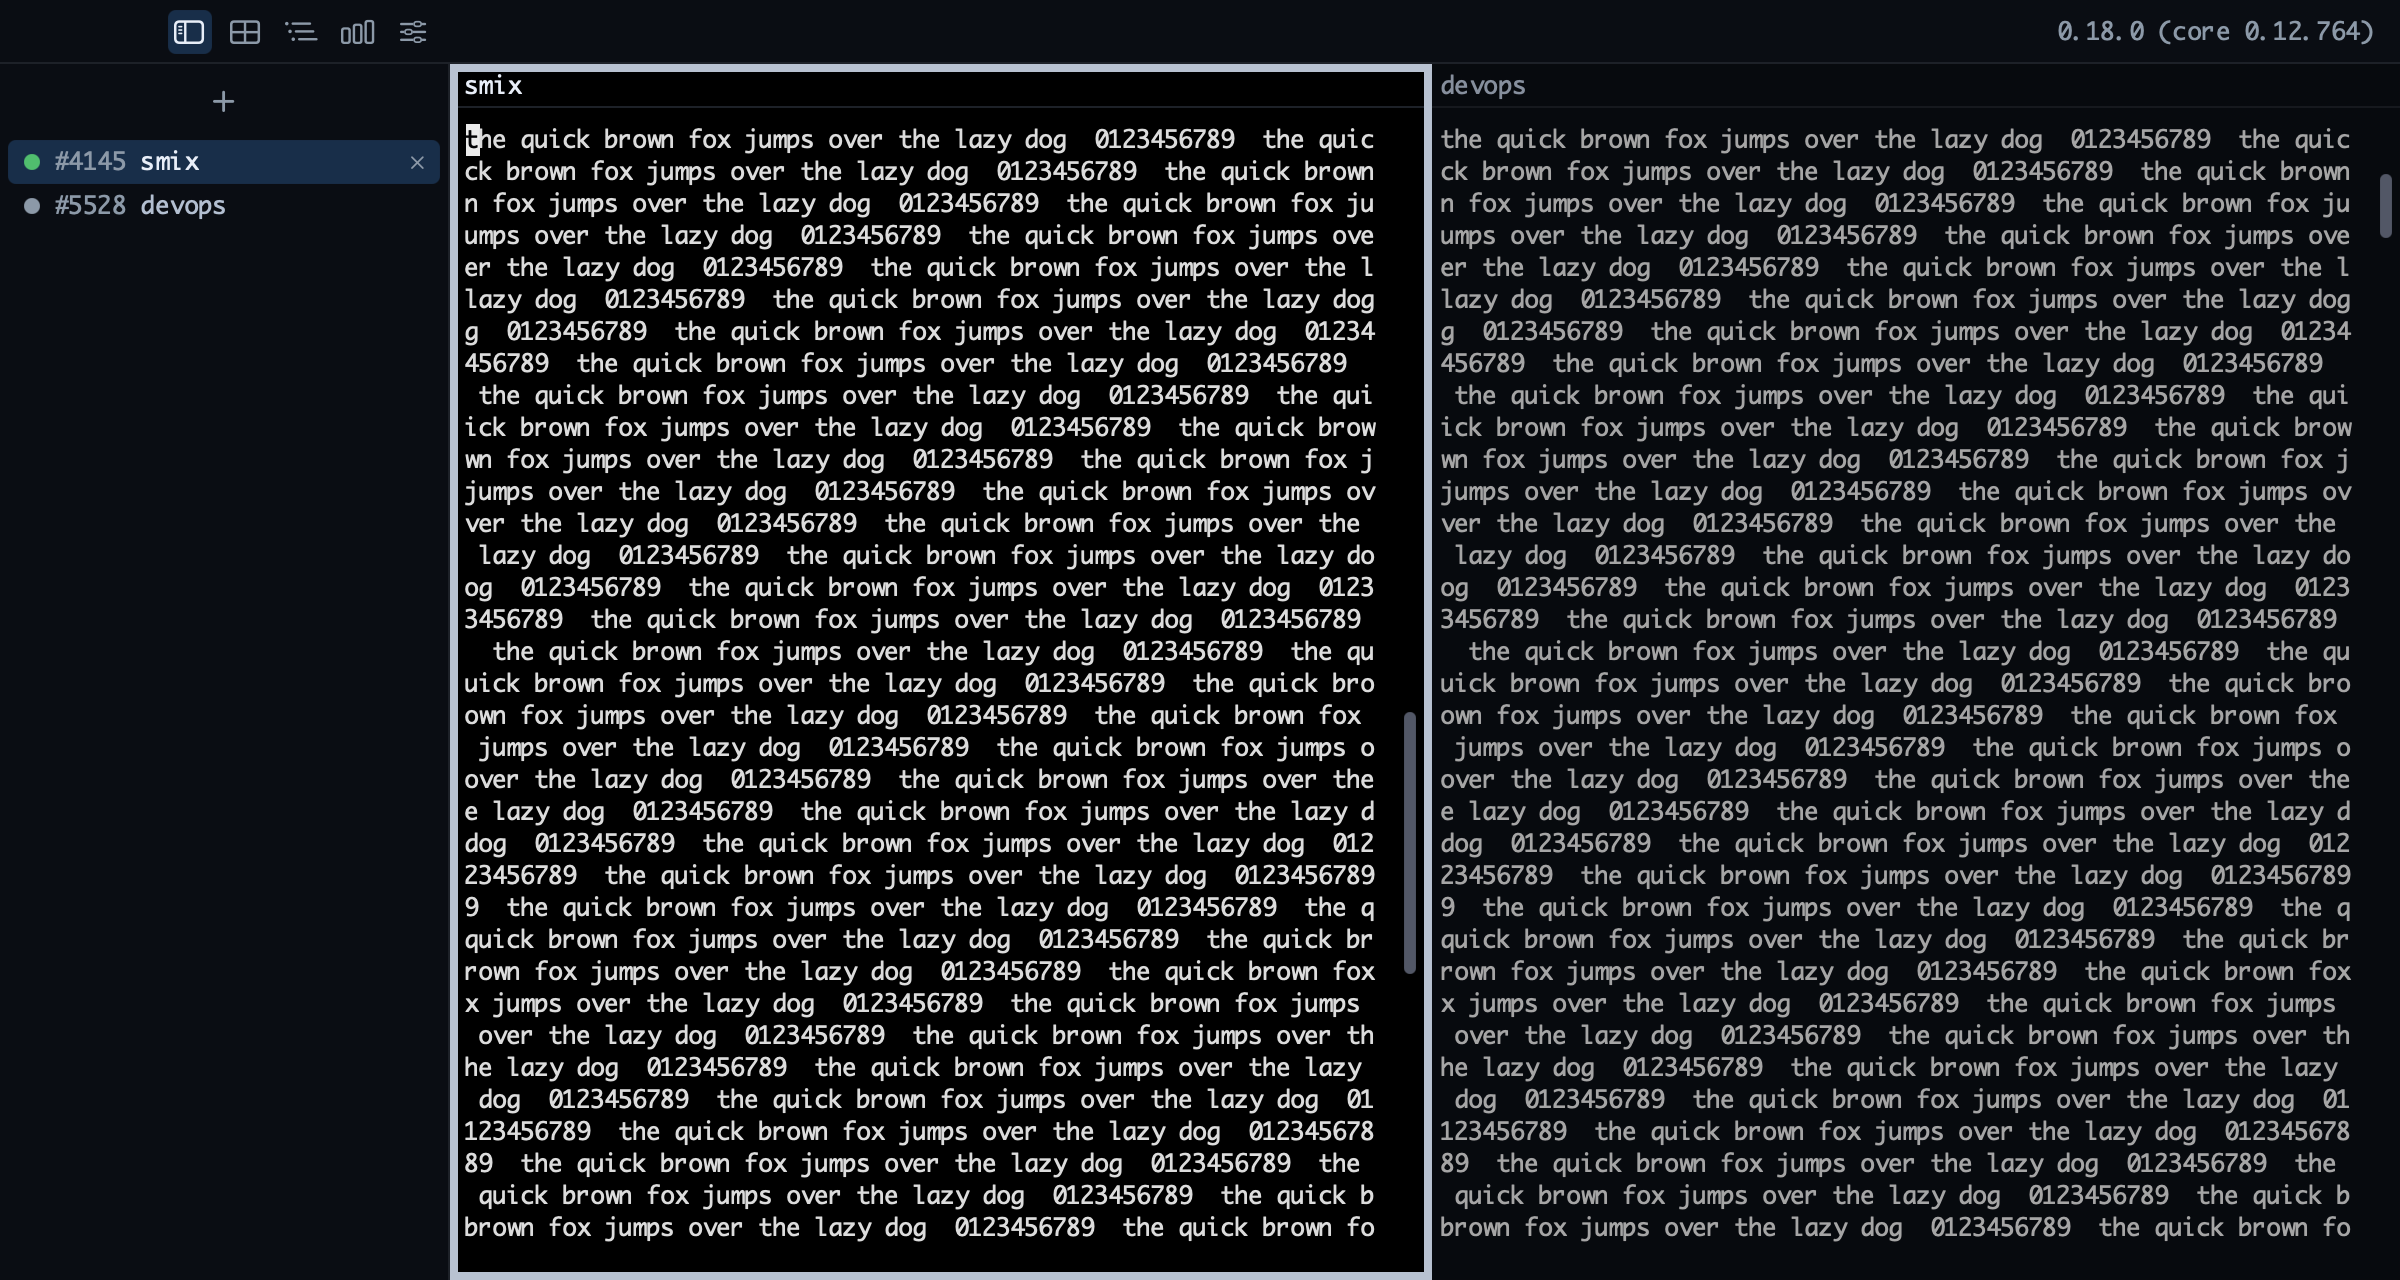 0.18.0 (core 0.12.764)
+
#4145 smix ×
#5528 devops
smix
the quick brown fox jumps over the lazy dog  0123456789  the quic
ck brown fox jumps over the lazy dog  0123456789  the quick brown
n fox jumps over the lazy dog  0123456789  the quick brown fox ju
umps over the lazy dog  0123456789  the quick brown fox jumps ove
er the lazy dog  0123456789  the quick brown fox jumps over the l
lazy dog  0123456789  the quick brown fox jumps over the lazy dog
g  0123456789  the quick brown fox jumps over the lazy dog  01234
456789  the quick brown fox jumps over the lazy dog  0123456789
 the quick brown fox jumps over the lazy dog  0123456789  the qui
ick brown fox jumps over the lazy dog  0123456789  the quick brow
wn fox jumps over the lazy dog  0123456789  the quick brown fox j
jumps over the lazy dog  0123456789  the quick brown fox jumps ov
ver the lazy dog  0123456789  the quick brown fox jumps over the
 lazy dog  0123456789  the quick brown fox jumps over the lazy do
og  0123456789  the quick brown fox jumps over the lazy dog  0123
3456789  the quick brown fox jumps over the lazy dog  0123456789
  the quick brown fox jumps over the lazy dog  0123456789  the qu
uick brown fox jumps over the lazy dog  0123456789  the quick bro
own fox jumps over the lazy dog  0123456789  the quick brown fox
 jumps over the lazy dog  0123456789  the quick brown fox jumps o
over the lazy dog  0123456789  the quick brown fox jumps over the
e lazy dog  0123456789  the quick brown fox jumps over the lazy d
dog  0123456789  the quick brown fox jumps over the lazy dog  012
23456789  the quick brown fox jumps over the lazy dog  0123456789
9  the quick brown fox jumps over the lazy dog  0123456789  the q
quick brown fox jumps over the lazy dog  0123456789  the quick br
rown fox jumps over the lazy dog  0123456789  the quick brown fox
x jumps over the lazy dog  0123456789  the quick brown fox jumps
 over the lazy dog  0123456789  the quick brown fox jumps over th
he lazy dog  0123456789  the quick brown fox jumps over the lazy
 dog  0123456789  the quick brown fox jumps over the lazy dog  01
123456789  the quick brown fox jumps over the lazy dog  012345678
89  the quick brown fox jumps over the lazy dog  0123456789  the
 quick brown fox jumps over the lazy dog  0123456789  the quick b
brown fox jumps over the lazy dog  0123456789  the quick brown fo
devops
the quick brown fox jumps over the lazy dog  0123456789  the quic
ck brown fox jumps over the lazy dog  0123456789  the quick brown
n fox jumps over the lazy dog  0123456789  the quick brown fox ju
umps over the lazy dog  0123456789  the quick brown fox jumps ove
er the lazy dog  0123456789  the quick brown fox jumps over the l
lazy dog  0123456789  the quick brown fox jumps over the lazy dog
g  0123456789  the quick brown fox jumps over the lazy dog  01234
456789  the quick brown fox jumps over the lazy dog  0123456789
 the quick brown fox jumps over the lazy dog  0123456789  the qui
ick brown fox jumps over the lazy dog  0123456789  the quick brow
wn fox jumps over the lazy dog  0123456789  the quick brown fox j
jumps over the lazy dog  0123456789  the quick brown fox jumps ov
ver the lazy dog  0123456789  the quick brown fox jumps over the
 lazy dog  0123456789  the quick brown fox jumps over the lazy do
og  0123456789  the quick brown fox jumps over the lazy dog  0123
3456789  the quick brown fox jumps over the lazy dog  0123456789
  the quick brown fox jumps over the lazy dog  0123456789  the qu
uick brown fox jumps over the lazy dog  0123456789  the quick bro
own fox jumps over the lazy dog  0123456789  the quick brown fox
 jumps over the lazy dog  0123456789  the quick brown fox jumps o
over the lazy dog  0123456789  the quick brown fox jumps over the
e lazy dog  0123456789  the quick brown fox jumps over the lazy d
dog  0123456789  the quick brown fox jumps over the lazy dog  012
23456789  the quick brown fox jumps over the lazy dog  0123456789
9  the quick brown fox jumps over the lazy dog  0123456789  the q
quick brown fox jumps over the lazy dog  0123456789  the quick br
rown fox jumps over the lazy dog  0123456789  the quick brown fox
x jumps over the lazy dog  0123456789  the quick brown fox jumps
 over the lazy dog  0123456789  the quick brown fox jumps over th
he lazy dog  0123456789  the quick brown fox jumps over the lazy
 dog  0123456789  the quick brown fox jumps over the lazy dog  01
123456789  the quick brown fox jumps over the lazy dog  012345678
89  the quick brown fox jumps over the lazy dog  0123456789  the
 quick brown fox jumps over the lazy dog  0123456789  the quick b
brown fox jumps over the lazy dog  0123456789  the quick brown fo